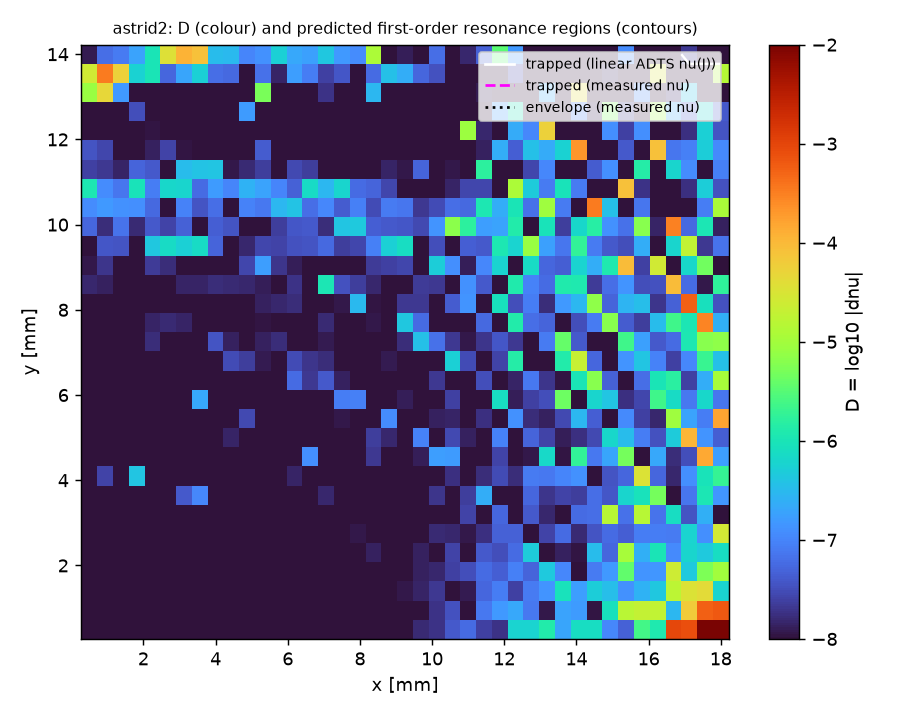 astrid2: D (colour) and predicted first-order resonance regions (contours)
trapped (linear ADTS nu(J))
trapped (measured nu)
envelope (measured nu)
14
12
10
8
6
4
2
y [mm]
2 4 6 8 10 12 14 16 18
x [mm]
−2
−3
−4
−5
−6
−7
−8
D = log10 |dnu|